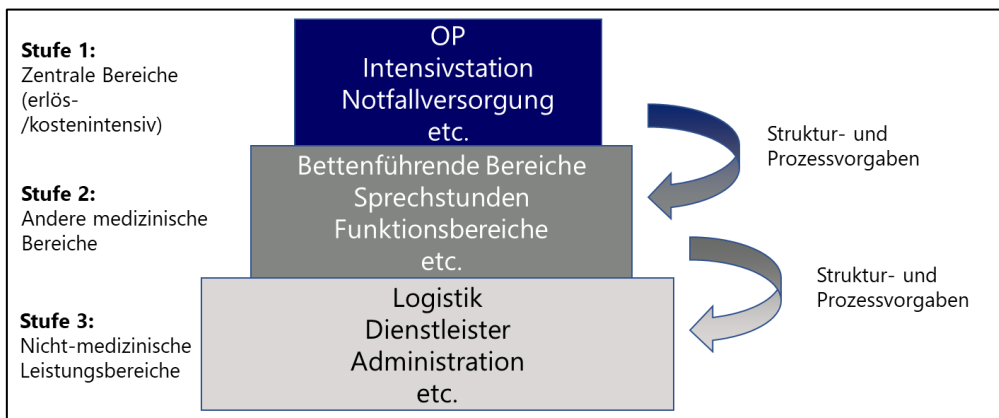 Stufe 1:
Zentrale Bereiche
(erlös-
/kostenintensiv)
OP
Intensivstation
Notfallversorgung
etc.
Struktur- und
Prozessvorgaben
Stufe 2:
Andere medizinische
Bereiche
Bettenführende Bereiche
Sprechstunden
Funktionsbereiche
etc.
Struktur- und
Prozessvorgaben
Stufe 3:
Nicht-medizinische
Leistungsbereiche
Logistik
Dienstleister
Administration
etc.